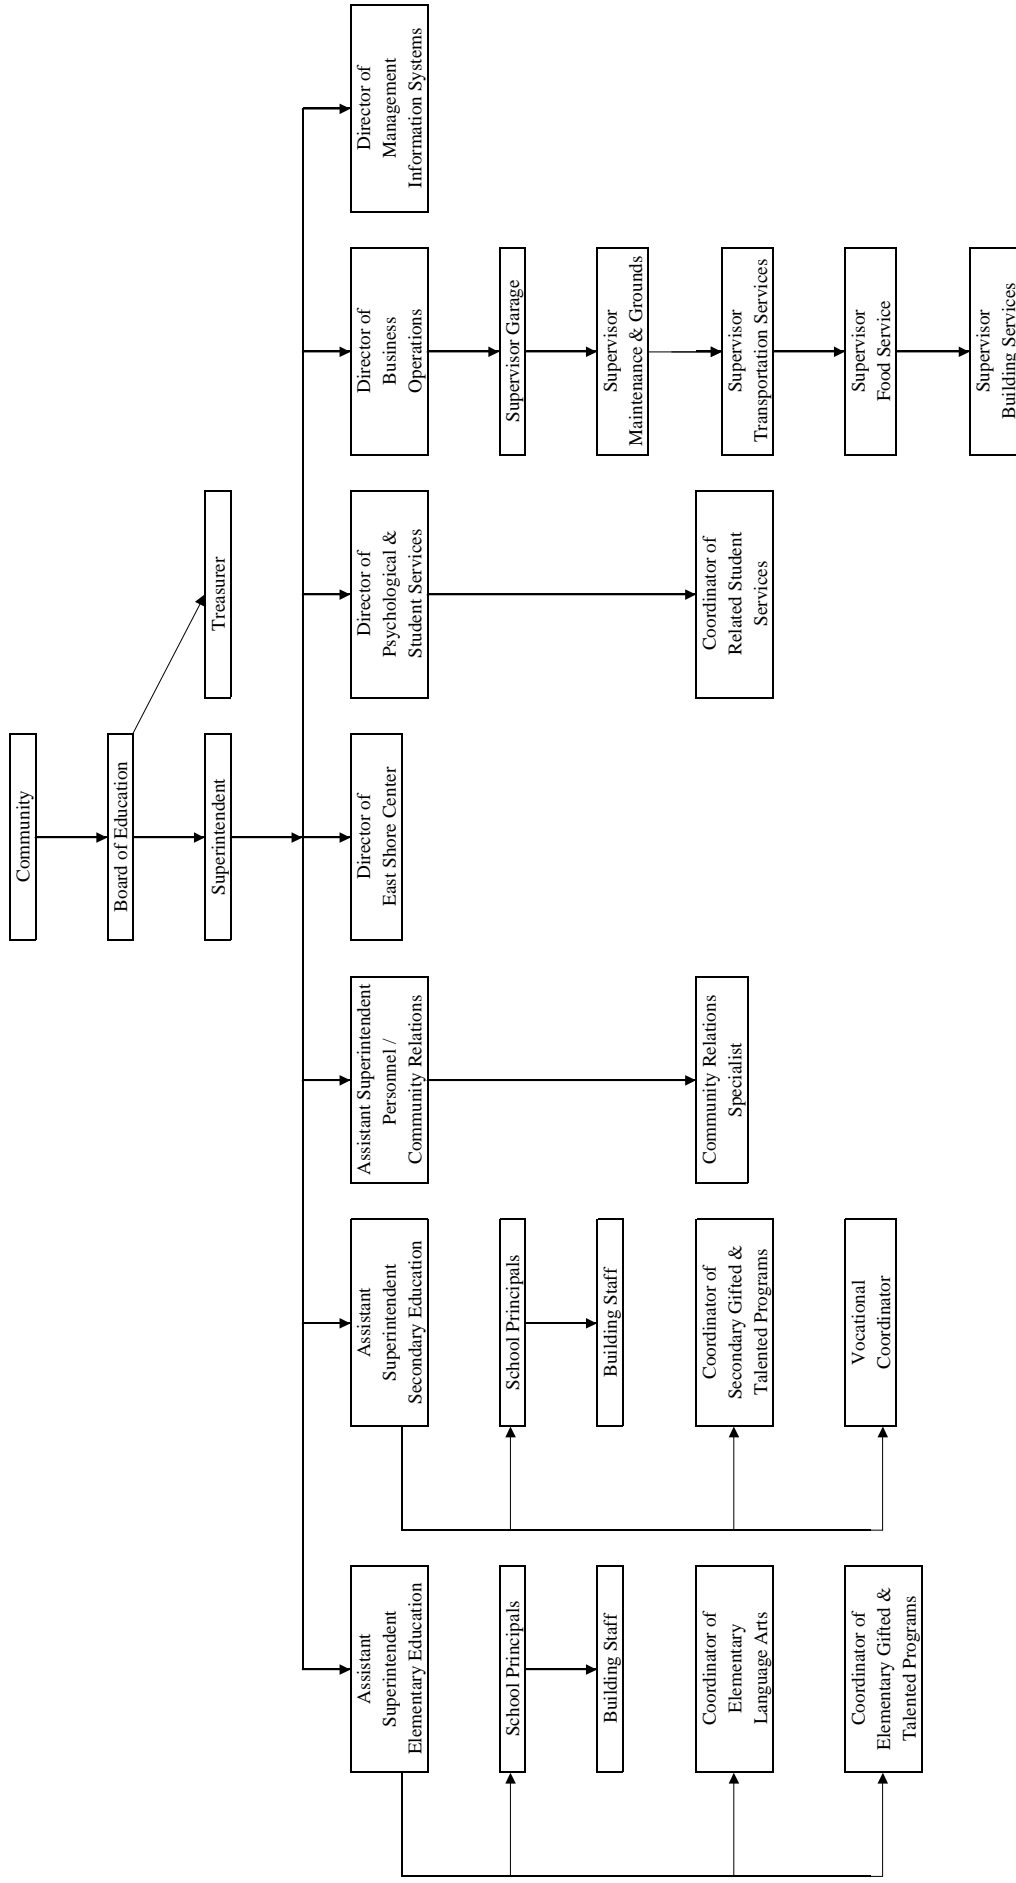 Community
Board of Education
Superintendent
Treasurer
Assistant
Superintendent
Elementary Education
Assistant
Superintendent
Secondary Education
Assistant Superintendent
Personnel /
Community Relations
Director of
East Shore Center
Director of
Psychological &
Student Services
Director of
Business
Operations
Director of
Management
Information Systems
School Principals
School Principals
Supervisor Garage
Building Staff
Building Staff
Supervisor
Maintenance & Grounds
Coordinator of
Elementary
Language Arts
Coordinator of
Secondary Gifted &
Talented Programs
Community Relations
Specialist
Coordinator of
Related Student
Services
Supervisor
Transportation Services
Coordinator of
Elementary Gifted &
Talented Programs
Vocational
Coordinator
Supervisor
Food Service
Supervisor
Building Services